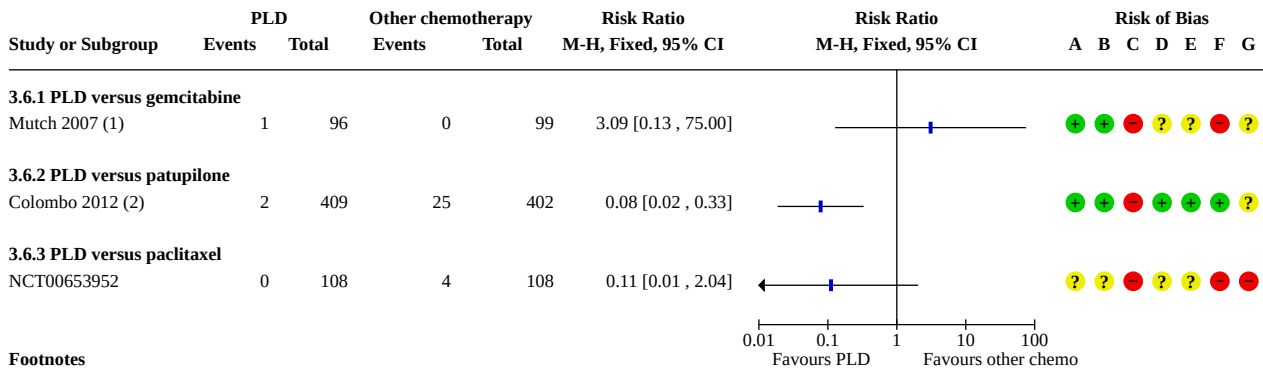 PLD Other chemotherapy Risk Ratio Risk Ratio Risk of Bias
Study or Subgroup Events Total Events Total M-H, Fixed, 95% CI M-H, Fixed, 95% CI A B C D E F G
3.6.1 PLD versus gemcitabine
Mutch 2007 (1) 1 96 0 99 3.09 [0.13 , 75.00] + + − ? ? − ?
3.6.2 PLD versus patupilone
Colombo 2012 (2) 2 409 25 402 0.08 [0.02 , 0.33] + + − + + + ?
3.6.3 PLD versus paclitaxel
NCT00653952 0 108 4 108 0.11 [0.01 , 2.04] ? ? − ? ? − −
0.01 0.1 1 10 100
Footnotes Favours PLD Favours other chemo